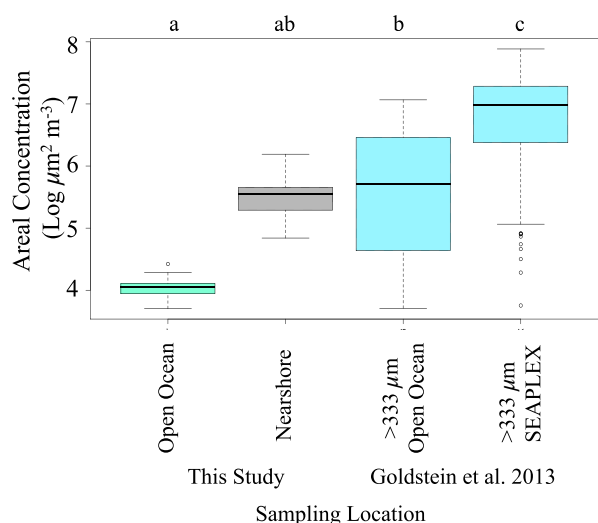 a ab b c
8
7
6
5
4
Areal Concentration
(Log μm² m⁻³)
Open Ocean
Nearshore
>333 μm
Open Ocean
>333 μm
SEAPLEX
This Study Goldstein et al. 2013
Sampling Location